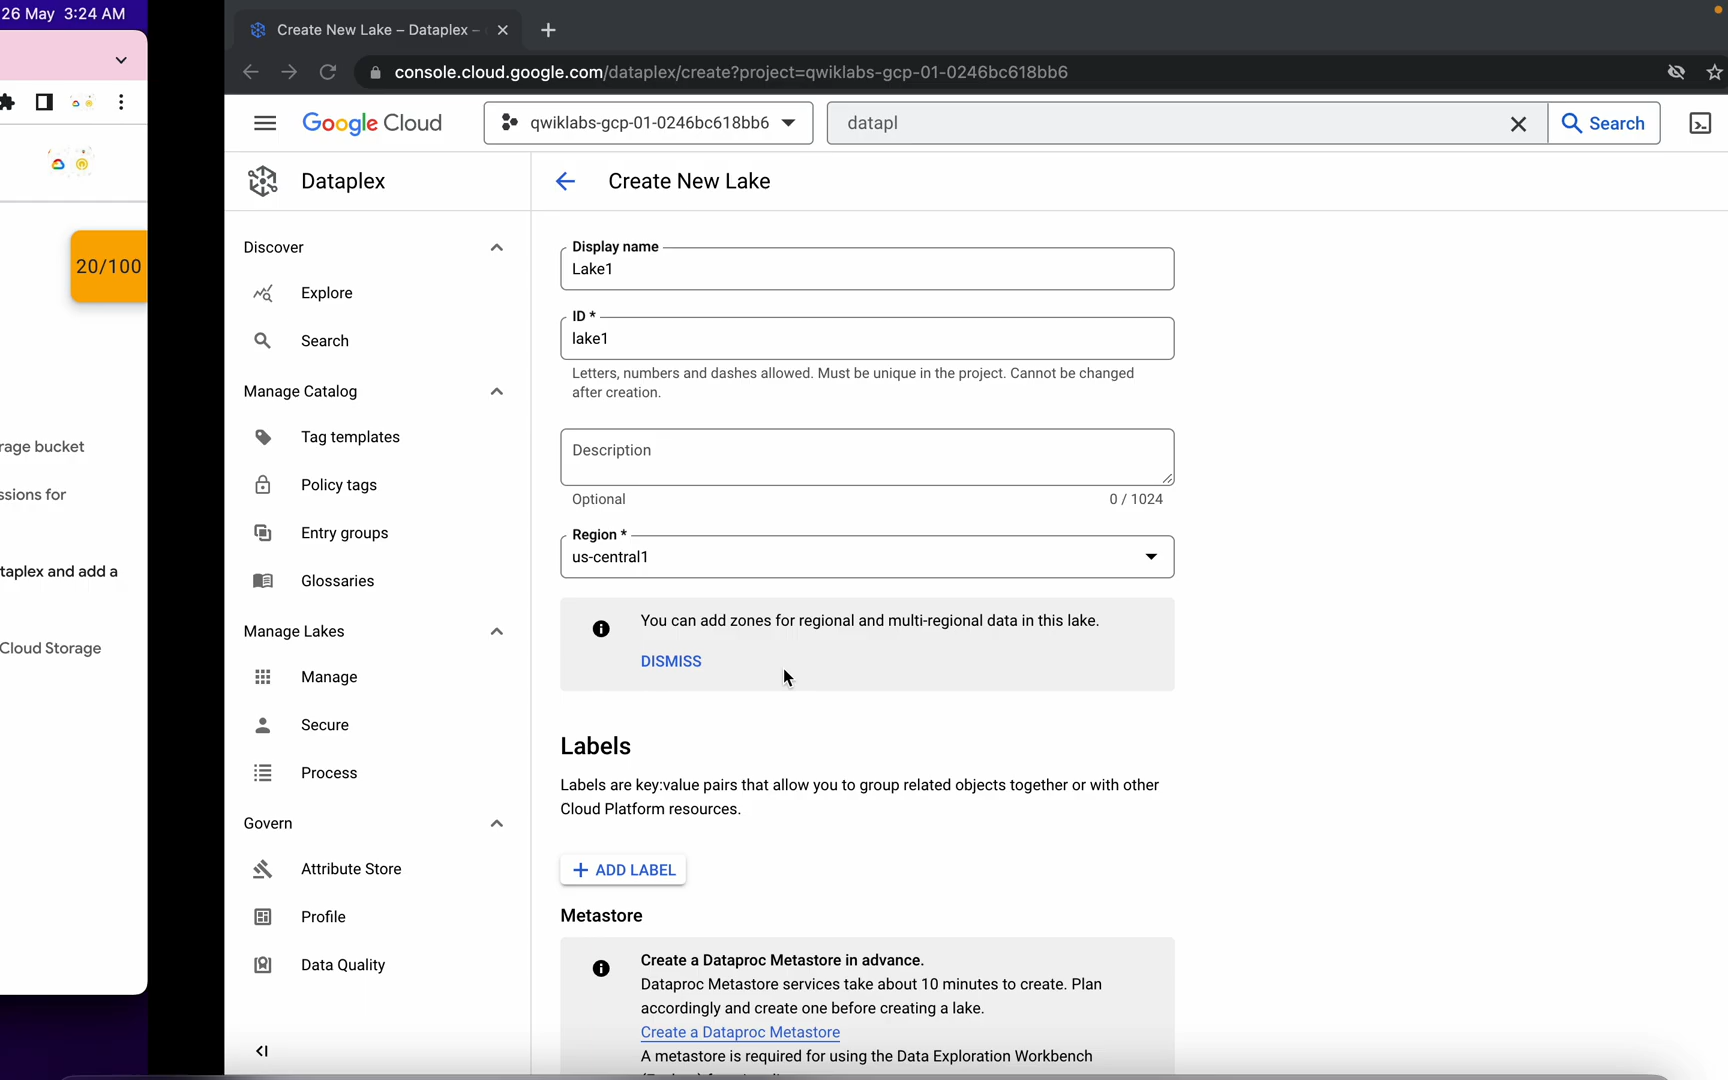 26 May 3:24 AM
20/100
rage bucket
ssions for
taplex and add a
Cloud Storage
Create New Lake – Dataplex –
console.cloud.google.com/dataplex/create?project=qwiklabs-gcp-01-0246bc618bb6
Google Cloud
qwiklabs-gcp-01-0246bc618bb6
datapl
Search
Dataplex
Create New Lake
Discover
Explore
Search
Manage Catalog
Tag templates
Policy tags
Entry groups
Glossaries
Manage Lakes
Manage
Secure
Process
Govern
Attribute Store
Profile
Data Quality
Display name
Lake1
ID *
lake1
Letters, numbers and dashes allowed. Must be unique in the project. Cannot be changed
after creation.
Description
Optional
0 / 1024
Region *
us-central1
You can add zones for regional and multi-regional data in this lake.
DISMISS
Labels
Labels are key:value pairs that allow you to group related objects together or with other
Cloud Platform resources.
ADD LABEL
Metastore
Create a Dataproc Metastore in advance.
Dataproc Metastore services take about 10 minutes to create. Plan
accordingly and create one before creating a lake.
Create a Dataproc Metastore
A metastore is required for using the Data Exploration Workbench